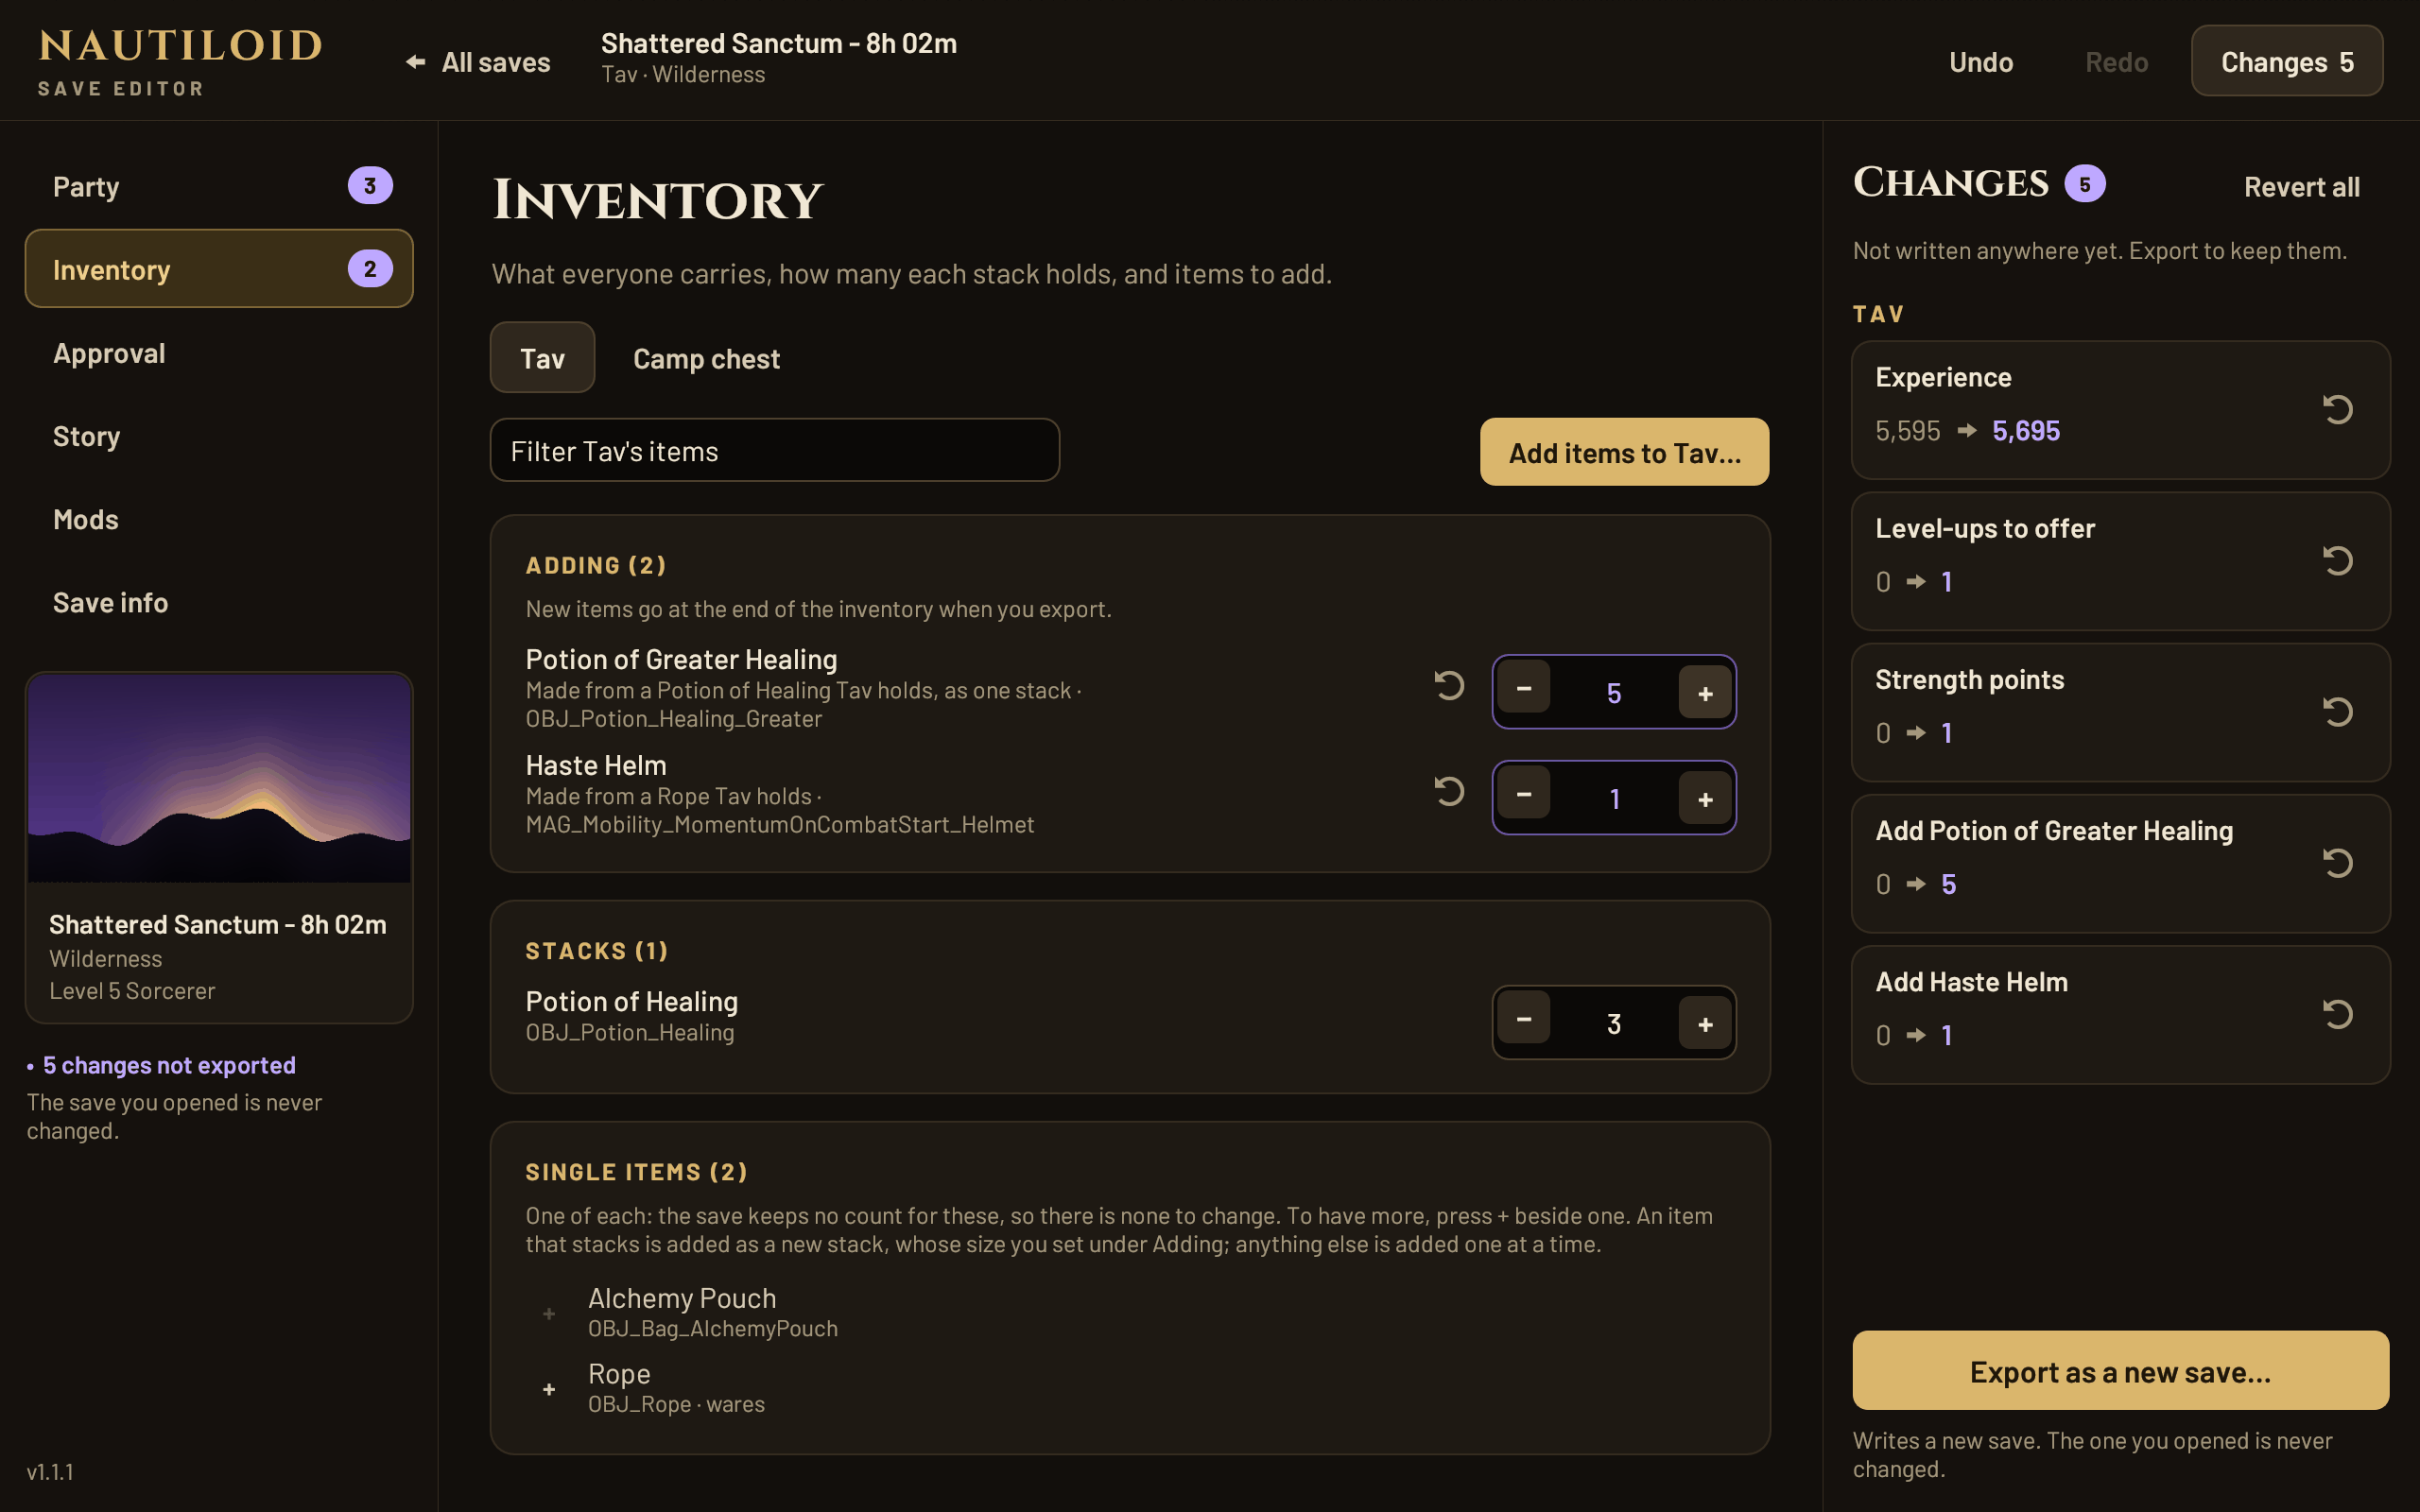 NAUTILOID
SAVE EDITOR
All saves
Shattered Sanctum - 8h 02m
Tav · Wilderness
Undo
Redo
Changes 5
Party 3
Inventory 2
Approval
Story
Mods
Save info
Shattered Sanctum - 8h 02m
Wilderness
Level 5 Sorcerer
• 5 changes not exported
The save you opened is never
changed.
v1.1.1
INVENTORY
What everyone carries, how many each stack holds, and items to add.
Tav
Camp chest
Filter Tav's items
Add items to Tav...
ADDING (2)
New items go at the end of the inventory when you export.
Potion of Greater Healing
Made from a Potion of Healing Tav holds, as one stack ·
OBJ_Potion_Healing_Greater
− 5 +
Haste Helm
Made from a Rope Tav holds ·
MAG_Mobility_MomentumOnCombatStart_Helmet
− 1 +
STACKS (1)
Potion of Healing
OBJ_Potion_Healing
− 3 +
SINGLE ITEMS (2)
One of each: the save keeps no count for these, so there is none to change. To have more, press + beside one. An item
that stacks is added as a new stack, whose size you set under Adding; anything else is added one at a time.
+ Alchemy Pouch
OBJ_Bag_AlchemyPouch
+ Rope
OBJ_Rope · wares
CHANGES 5
Revert all
Not written anywhere yet. Export to keep them.
TAV
Experience
5,595 → 5,695
Level-ups to offer
0 → 1
Strength points
0 → 1
Add Potion of Greater Healing
0 → 5
Add Haste Helm
0 → 1
Export as a new save...
Writes a new save. The one you opened is never
changed.